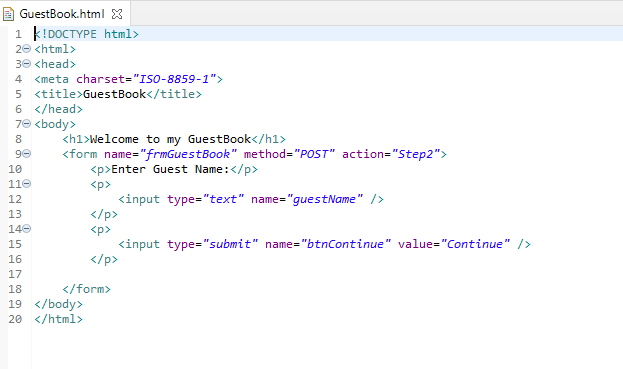 GuestBook.html
1 <!DOCTYPE html>
2 <html>
3 <head>
4 <meta charset="ISO-8859-1">
5 <title>GuestBook</title>
6 </head>
7 <body>
8     <h1>Welcome to my GuestBook</h1>
9     <form name="frmGuestBook" method="POST" action="Step2">
10         <p>Enter Guest Name:</p>
11         <p>
12             <input type="text" name="guestName" />
13         </p>
14         <p>
15             <input type="submit" name="btnContinue" value="Continue" />
16         </p>
17
18     </form>
19 </body>
20 </html>